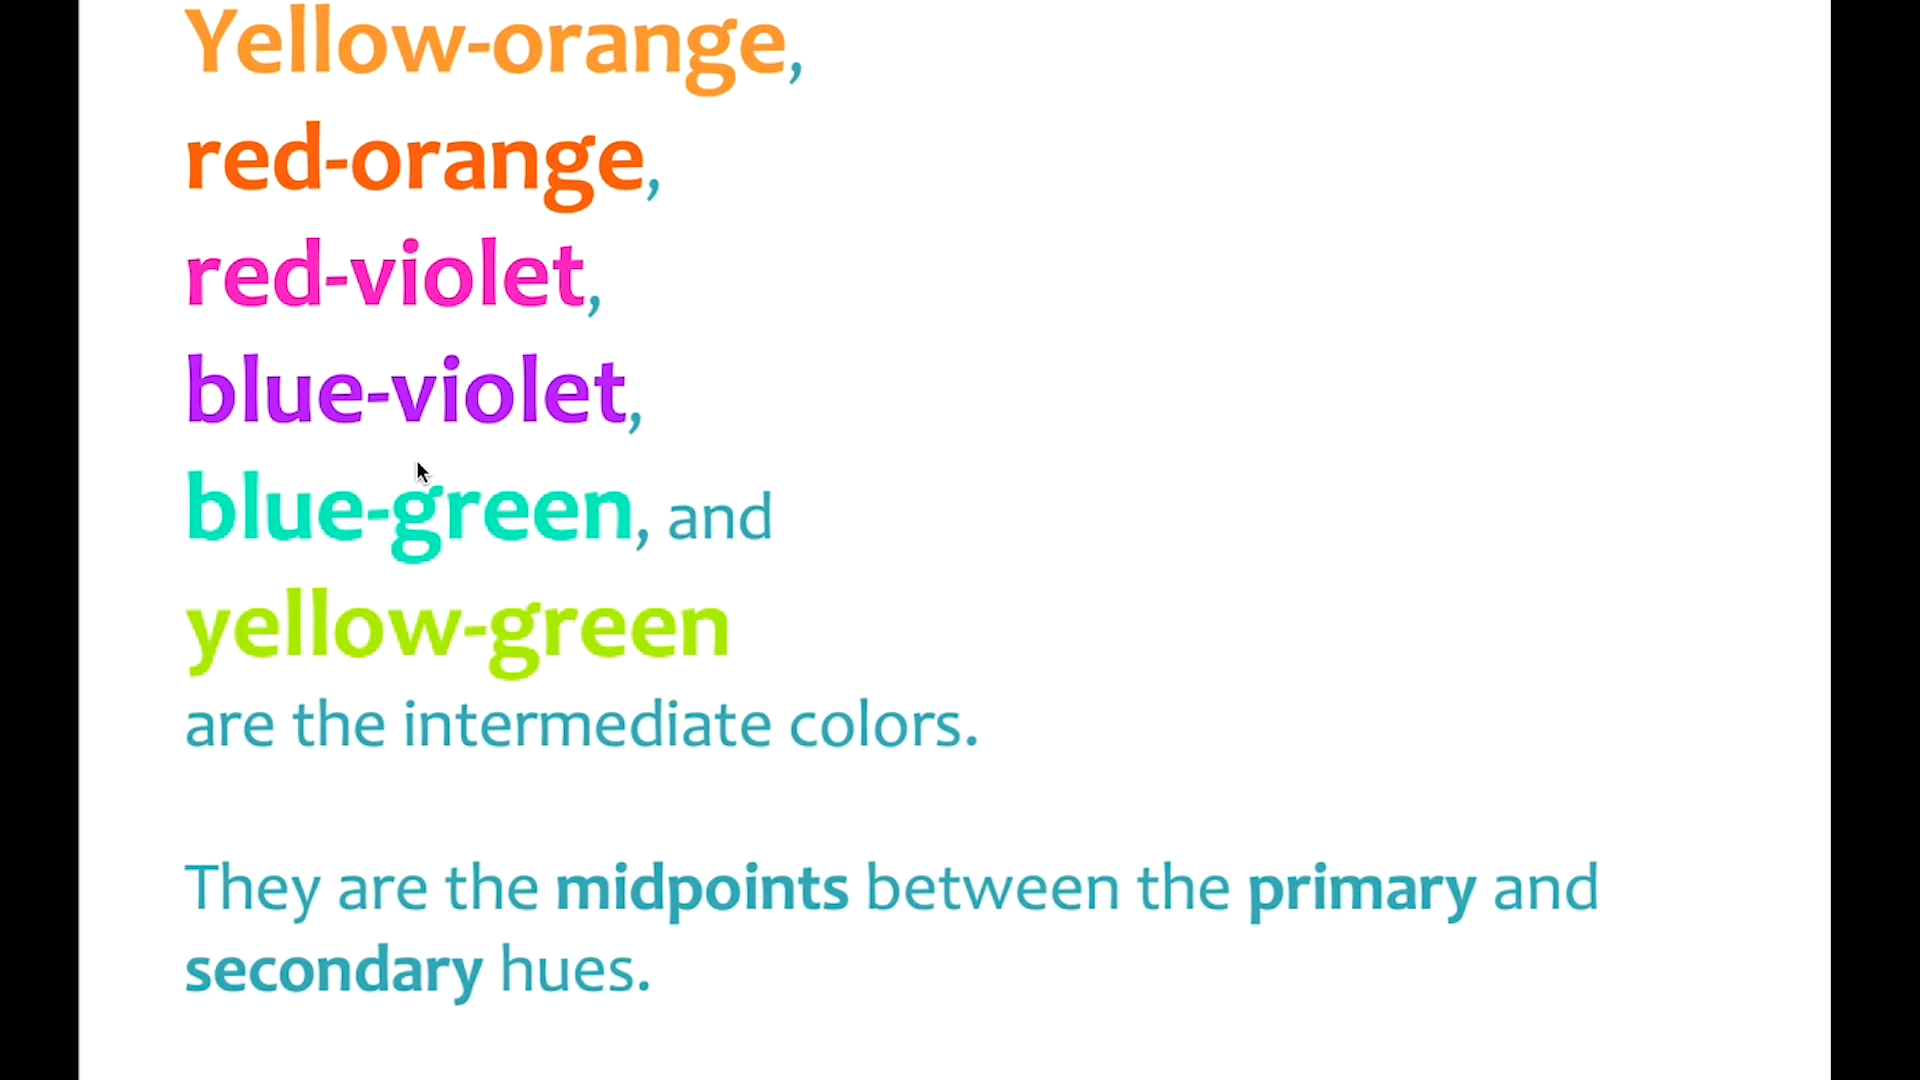 Yellow-orange,
red-orange,
red-violet,
blue-violet,
blue-green, and
yellow-green
are the intermediate colors.
They are the midpoints between the primary and
secondary hues.